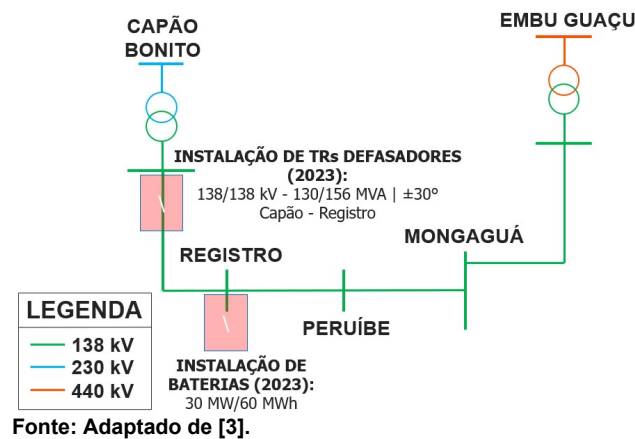 CAPÃO
BONITO
EMBU GUAÇU
INSTALAÇÃO DE TRs DEFASADORES
(2023):
138/138 kV - 130/156 MVA | ±30º
Capão - Registro
MONGAGUÁ
REGISTRO
PERUÍBE
LEGENDA
138 kV
230 kV
440 kV
INSTALAÇÃO DE
BATERIAS (2023):
30 MW/60 MWh
Fonte: Adaptado de [3].